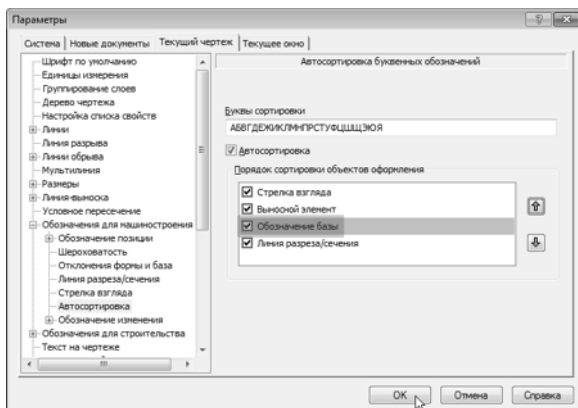 Параметры
Система Новые документы Текущий чертеж Текущее окно
Шрифт по умолчанию
Единицы измерения
Группирование слоев
Дерево чертежа
Настройка списка свойств
Линии
Линия разрыва
Линии обрыва
Мультилиния
Размеры
Линия-выноска
Условное пересечение
Обозначения для машиностроения
Обозначение позиции
Шероховатость
Отклонения формы и база
Линия разреза/сечения
Стрелка взгляда
Автосортировка
Обозначение изменения
Обозначения для строительства
Текст на чертеже
Автосортировка буквенных обозначений
Буквы сортировки
АБВГДЕЖИКЛМНПРСТУФЦШЩЭЮЯ
Автосортировка
Порядок сортировки объектов оформления
Стрелка взгляда
Выносной элемент
Обозначение базы
Линия разреза/сечения
OK Отмена Справка